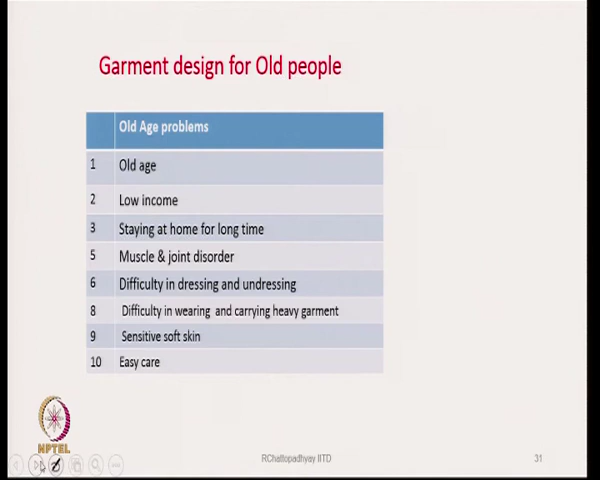 Garment design for Old people
Old Age problems
1 Old age
2 Low income
3 Staying at home for long time
5 Muscle & joint disorder
6 Difficulty in dressing and undressing
8 Difficulty in wearing and carrying heavy garment
9 Sensitive soft skin
10 Easy care
NPTEL
RChattopadhyay IITD
31